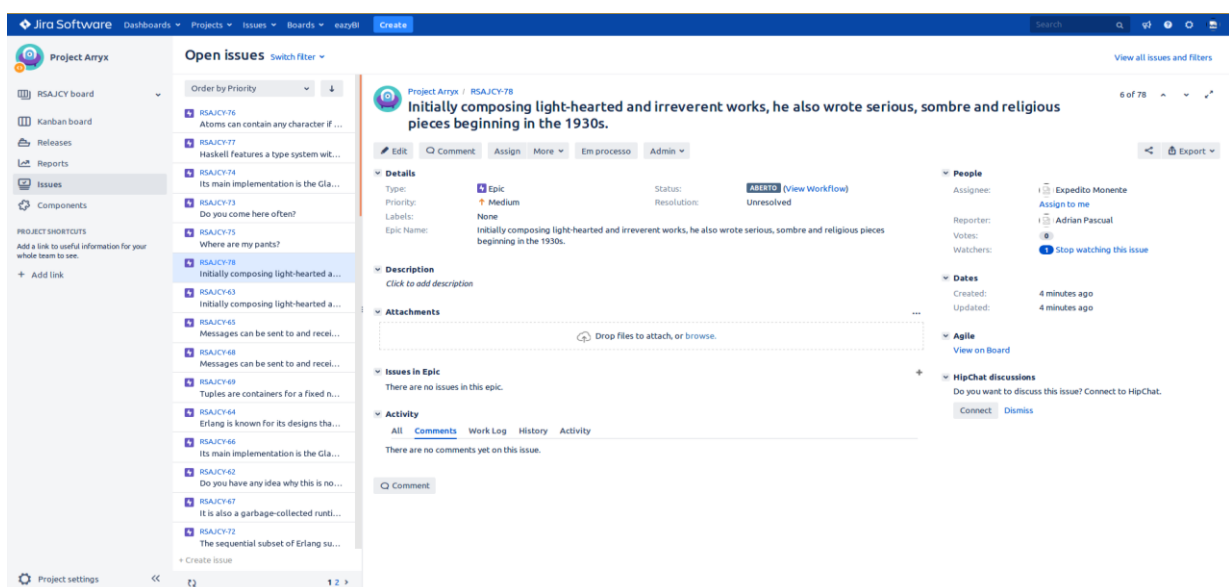 Jira Software Dashboards Projects Issues Boards eazyBI Create Search
Project Arryx
RSAJCY board
Kanban board
Releases
Reports
Issues
Components
PROJECT SHORTCUTS
Add a link to useful information for your
whole team to see.
+ Add link
Project settings
Open issues Switch filter
View all issues and filters
Order by Priority
RSAJCY-76
Atoms can contain any character if ...
RSAJCY-77
Haskell features a type system wit...
RSAJCY-74
Its main implementation is the Gla...
RSAJCY-73
Do you come here often?
RSAJCY-75
Where are my pants?
RSAJCY-78
Initially composing light-hearted a...
RSAJCY-63
Initially composing light-hearted a...
RSAJCY-65
Messages can be sent to and recei...
RSAJCY-68
Messages can be sent to and recei...
RSAJCY-69
Tuples are containers for a fixed n...
RSAJCY-64
Erlang is known for its designs tha...
RSAJCY-66
Its main implementation is the Gla...
RSAJCY-62
Do you have any idea why this is no...
RSAJCY-67
It is also a garbage-collected runti...
RSAJCY-72
The sequential subset of Erlang su...
+ Create issue
1 2 ›
Project Arryx / RSAJCY-78
6 of 78
Initially composing light-hearted and irreverent works, he also wrote serious, sombre and religious
pieces beginning in the 1930s.
Edit Comment Assign More Em processo Admin Export
Details
Type: Epic Status: ABERTO (View Workflow)
Priority: Medium Resolution: Unresolved
Labels: None
Epic Name: Initially composing light-hearted and irreverent works, he also wrote serious, sombre and religious pieces
beginning in the 1930s.
Description
Click to add description
Attachments
Drop files to attach, or browse.
Issues in Epic
There are no issues in this epic.
Activity
All Comments Work Log History Activity
There are no comments yet on this issue.
Comment
People
Assignee: Expedito Monente
Assign to me
Reporter: Adrian Pascual
Votes: 0
Watchers: 1 Stop watching this issue
Dates
Created: 4 minutes ago
Updated: 4 minutes ago
Agile
View on Board
HipChat discussions
Do you want to discuss this issue? Connect to HipChat.
Connect Dismiss